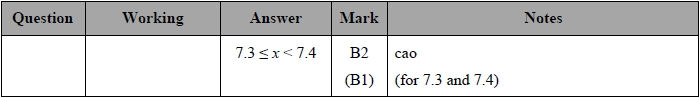 Question Working Answer Mark Notes
7.3 ≤ x < 7.4 B2 cao
(B1) (for 7.3 and 7.4)